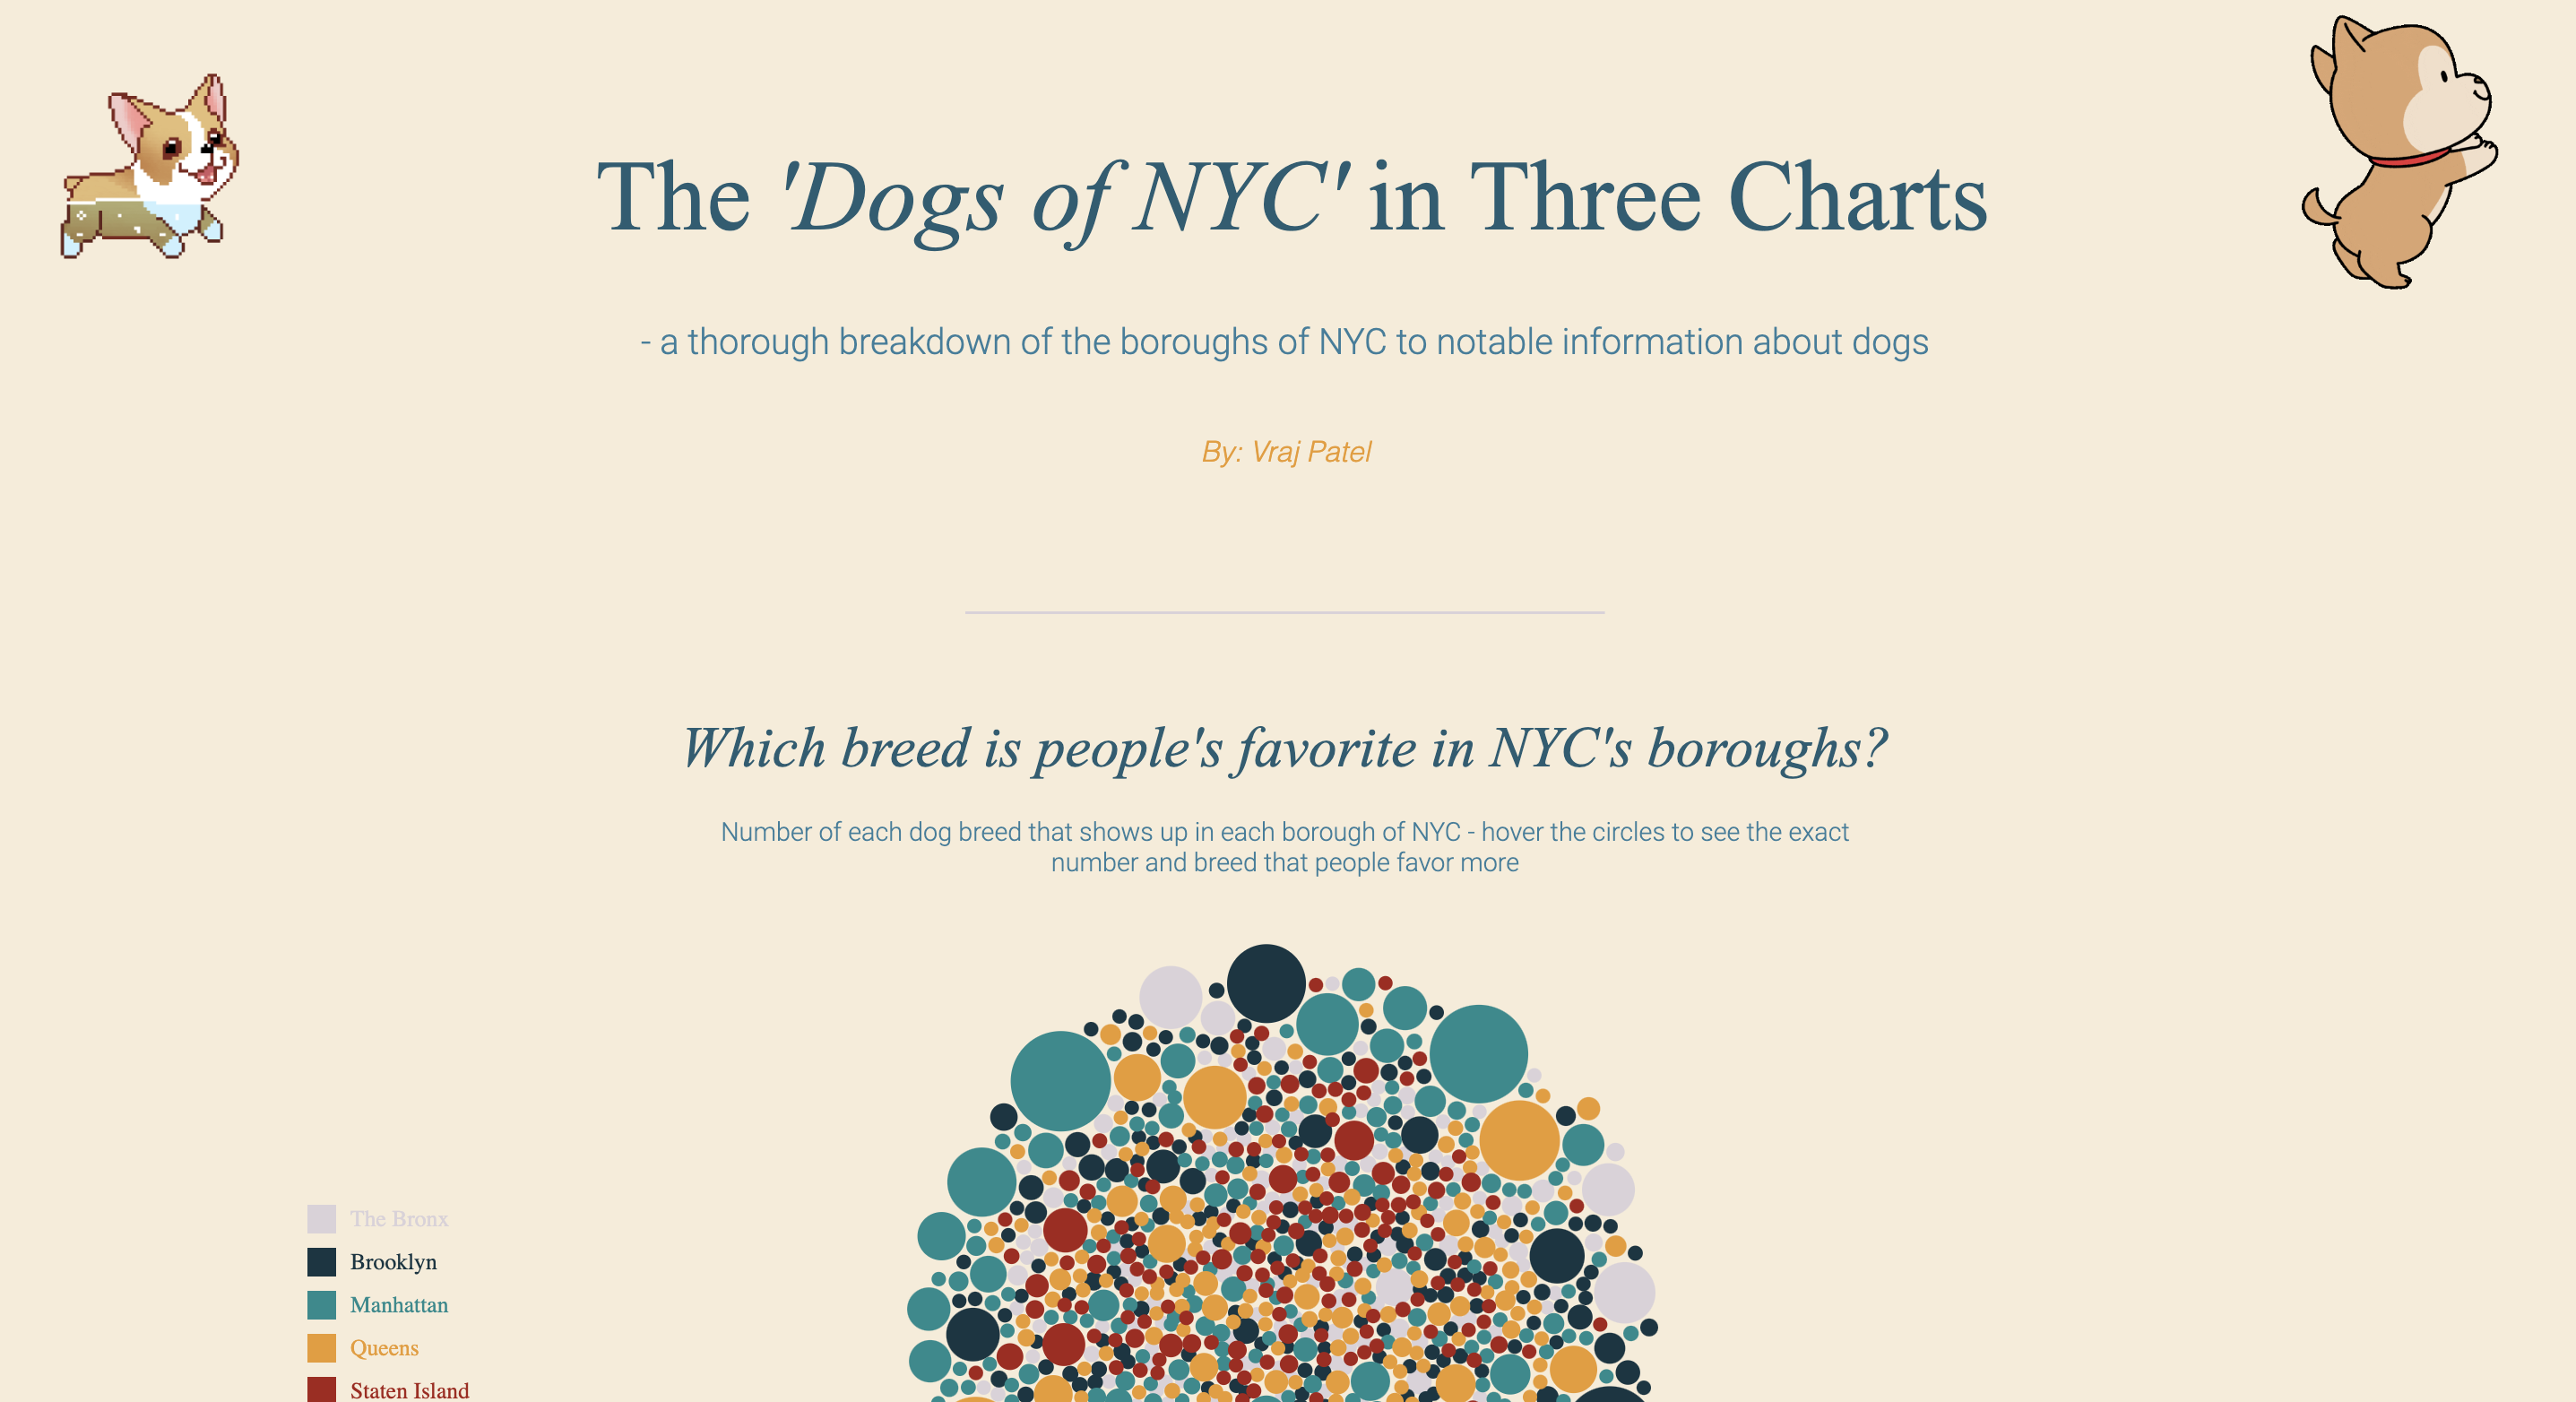 The 'Dogs of NYC' in Three Charts
- a thorough breakdown of the boroughs of NYC to notable information about dogs
By: Vraj Patel
Which breed is people's favorite in NYC's boroughs?
Number of each dog breed that shows up in each borough of NYC - hover the circles to see the exact
number and breed that people favor more
The Bronx
Brooklyn
Manhattan
Queens
Staten Island